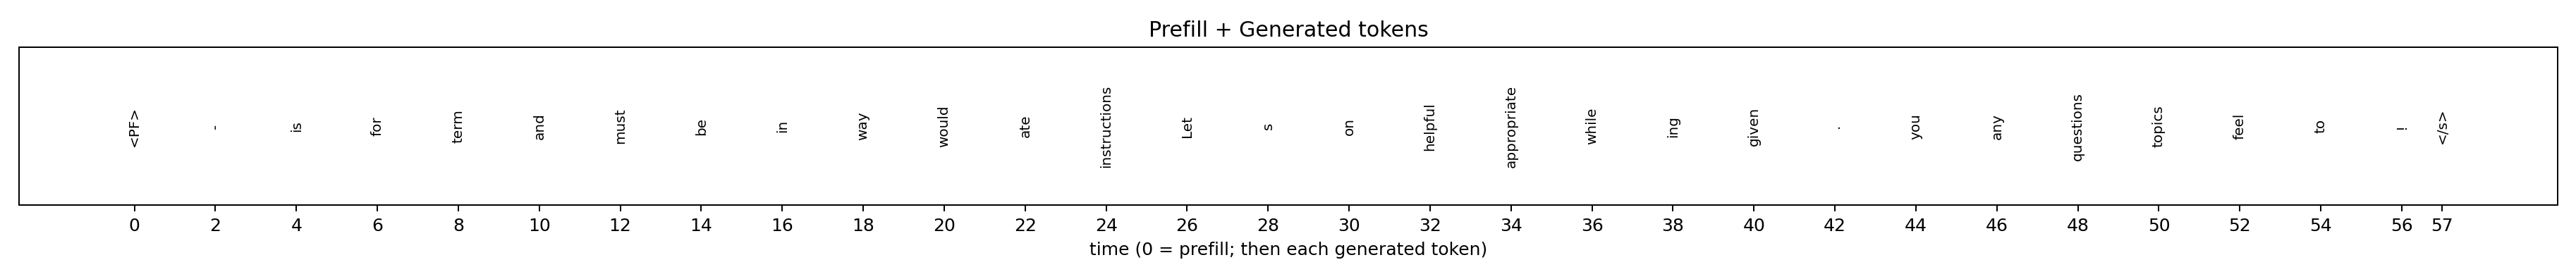 Prefill + Generated tokens
<PF> - is for term and must be in way would ate instructions Let s on helpful appropriate while ing given . you any questions topics feel to ! </s>
0 2 4 6 8 10 12 14 16 18 20 22 24 26 28 30 32 34 36 38 40 42 44 46 48 50 52 54 56 57
time (0 = prefill; then each generated token)